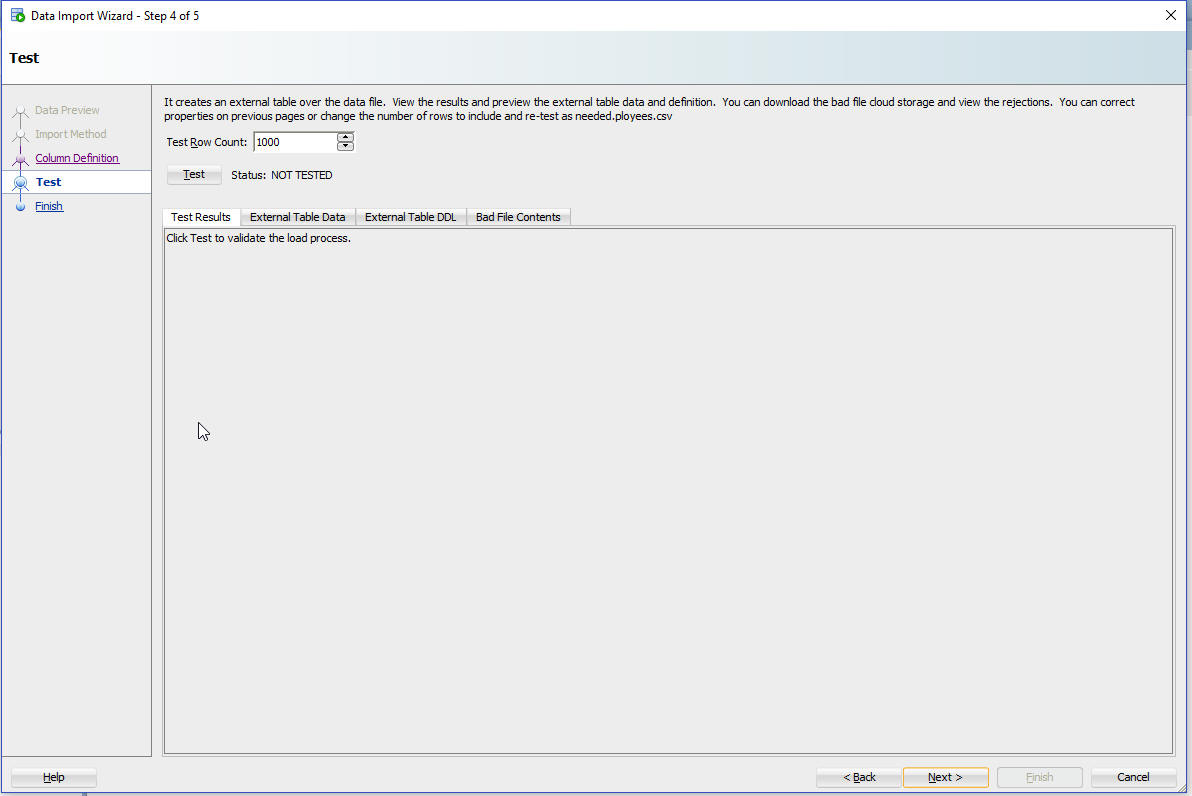 Data Import Wizard - Step 4 of 5
Test
Data Preview
Import Method
Column Definition
Test
Finish
It creates an external table over the data file.  View the results and preview the external table data and definition.  You can download the bad file cloud storage and view the rejections.  You can correct
properties on previous pages or change the number of rows to include and re-test as needed.ployees.csv
Test Row Count: 1000
Test Status: NOT TESTED
Test Results External Table Data External Table DDL Bad File Contents
Click Test to validate the load process.
Help < Back Next > Finish Cancel